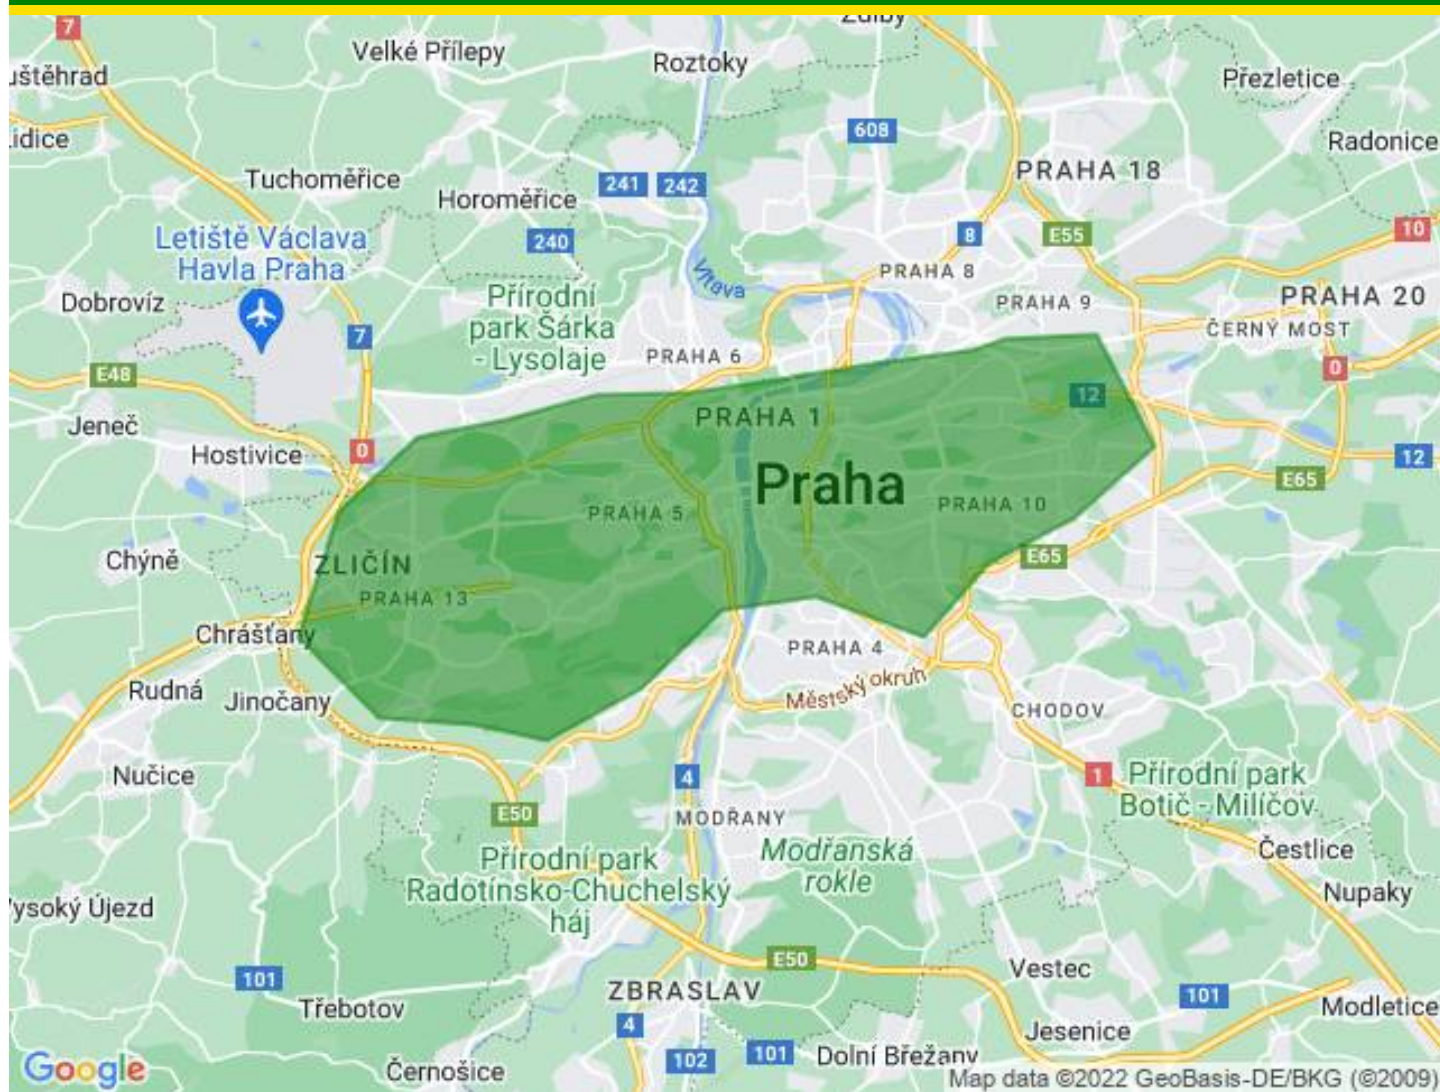 Zdiby
7
Velké Přílepy
Roztoky
uštěhrad
Přezletice
608
Lidice
Radonice
PRAHA 18
Tuchoměřice
241
242
Horoměřice
10
Letiště Václava
Havla Praha
240
8
E55
PRAHA 8
Vltava
Přírodní
park Šárka
- Lysolaje
Dobrovíz
PRAHA 9
PRAHA 20
ČERNÝ MOST
7
PRAHA 6
E48
0
12
Jeneč
PRAHA 1
Hostivice
0
12
E65
Praha
PRAHA 5
PRAHA 10
Chýně
ZLIČÍN
E65
PRAHA 13
Chrášťany
PRAHA 4
Městský okruh
Rudná
Jinočany
CHODOV
Nučice
4
1
Přírodní park
Botič - Milíčov
E50
MODŘANY
Modřanská
rokle
Čestlice
Přírodní park
Radotínsko-Chuchelský
háj
Nupaky
Vysoký Újezd
E50
Vestec
101
ZBRASLAV
101
Třebotov
Modletice
4
Jesenice
102
101
Dolní Břežany
Google
Černošice
Map data ©2022 GeoBasis-DE/BKG (©2009)